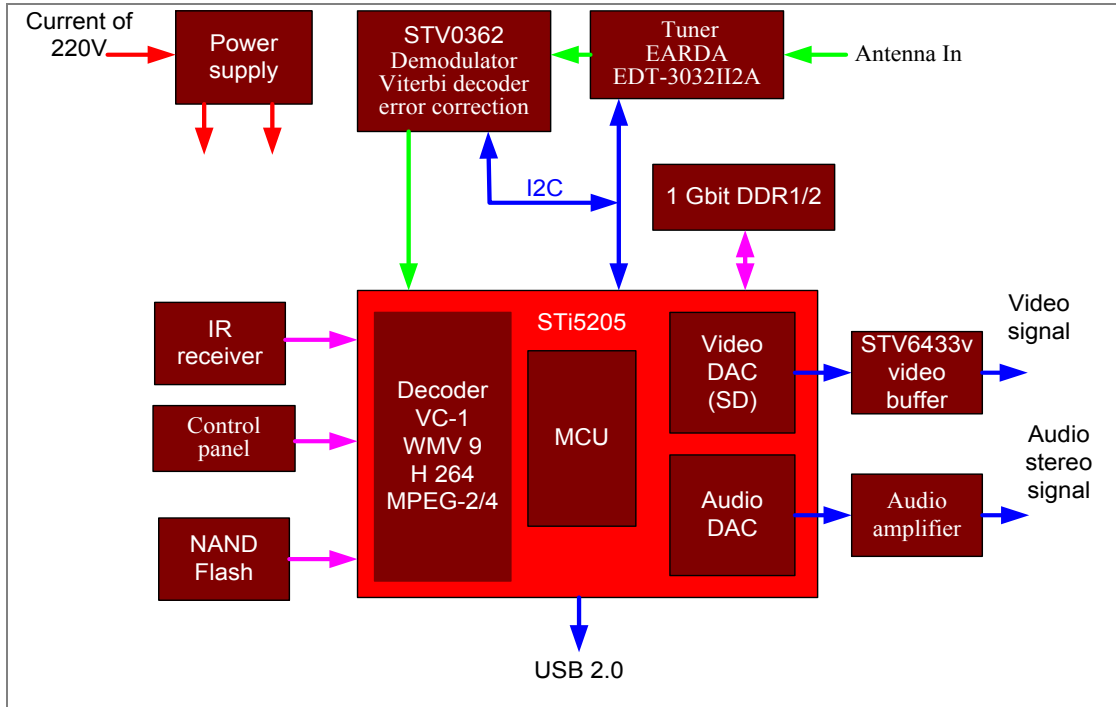 Current of
220V
Power
supply
STV0362
Demodulator
Viterbi decoder
error correction
Tuner
EARDA
EDT-3032II2A
Antenna In
I2C
1 Gbit DDR1/2
IR
receiver
Control
panel
NAND
Flash
STi5205
Decoder
VC-1
WMV 9
H 264
MPEG-2/4
MCU
Video
DAC
(SD)
Audio
DAC
STV6433v
video
buffer
Audio
amplifier
Video
signal
Audio
stereo
signal
USB 2.0